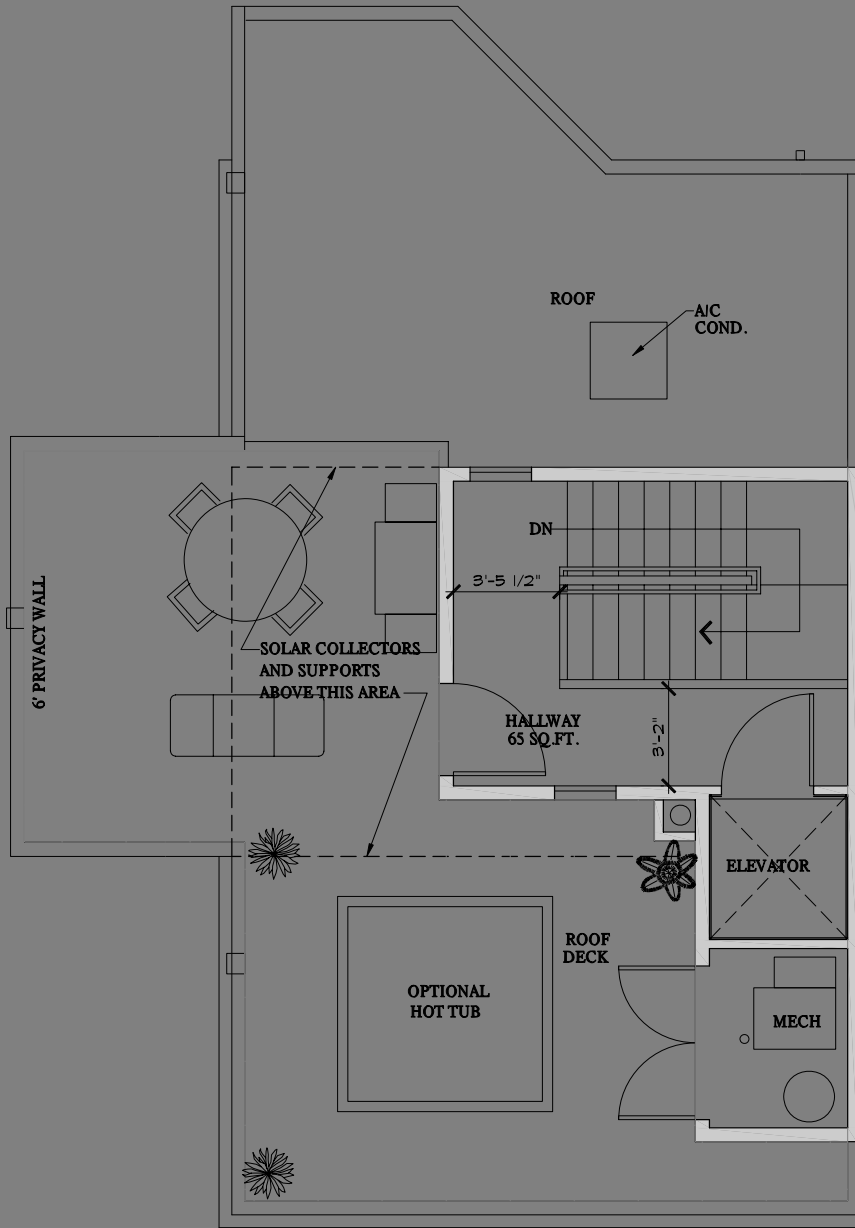 ROOF
A/C
COND.
DN
3'-5 1/2"
6' PRIVACY WALL
SOLAR COLLECTORS
AND SUPPORTS
ABOVE THIS AREA
HALLWAY
65 SQ.FT.
3'-2"
ELEVATOR
ROOF
DECK
OPTIONAL
HOT TUB
MECH